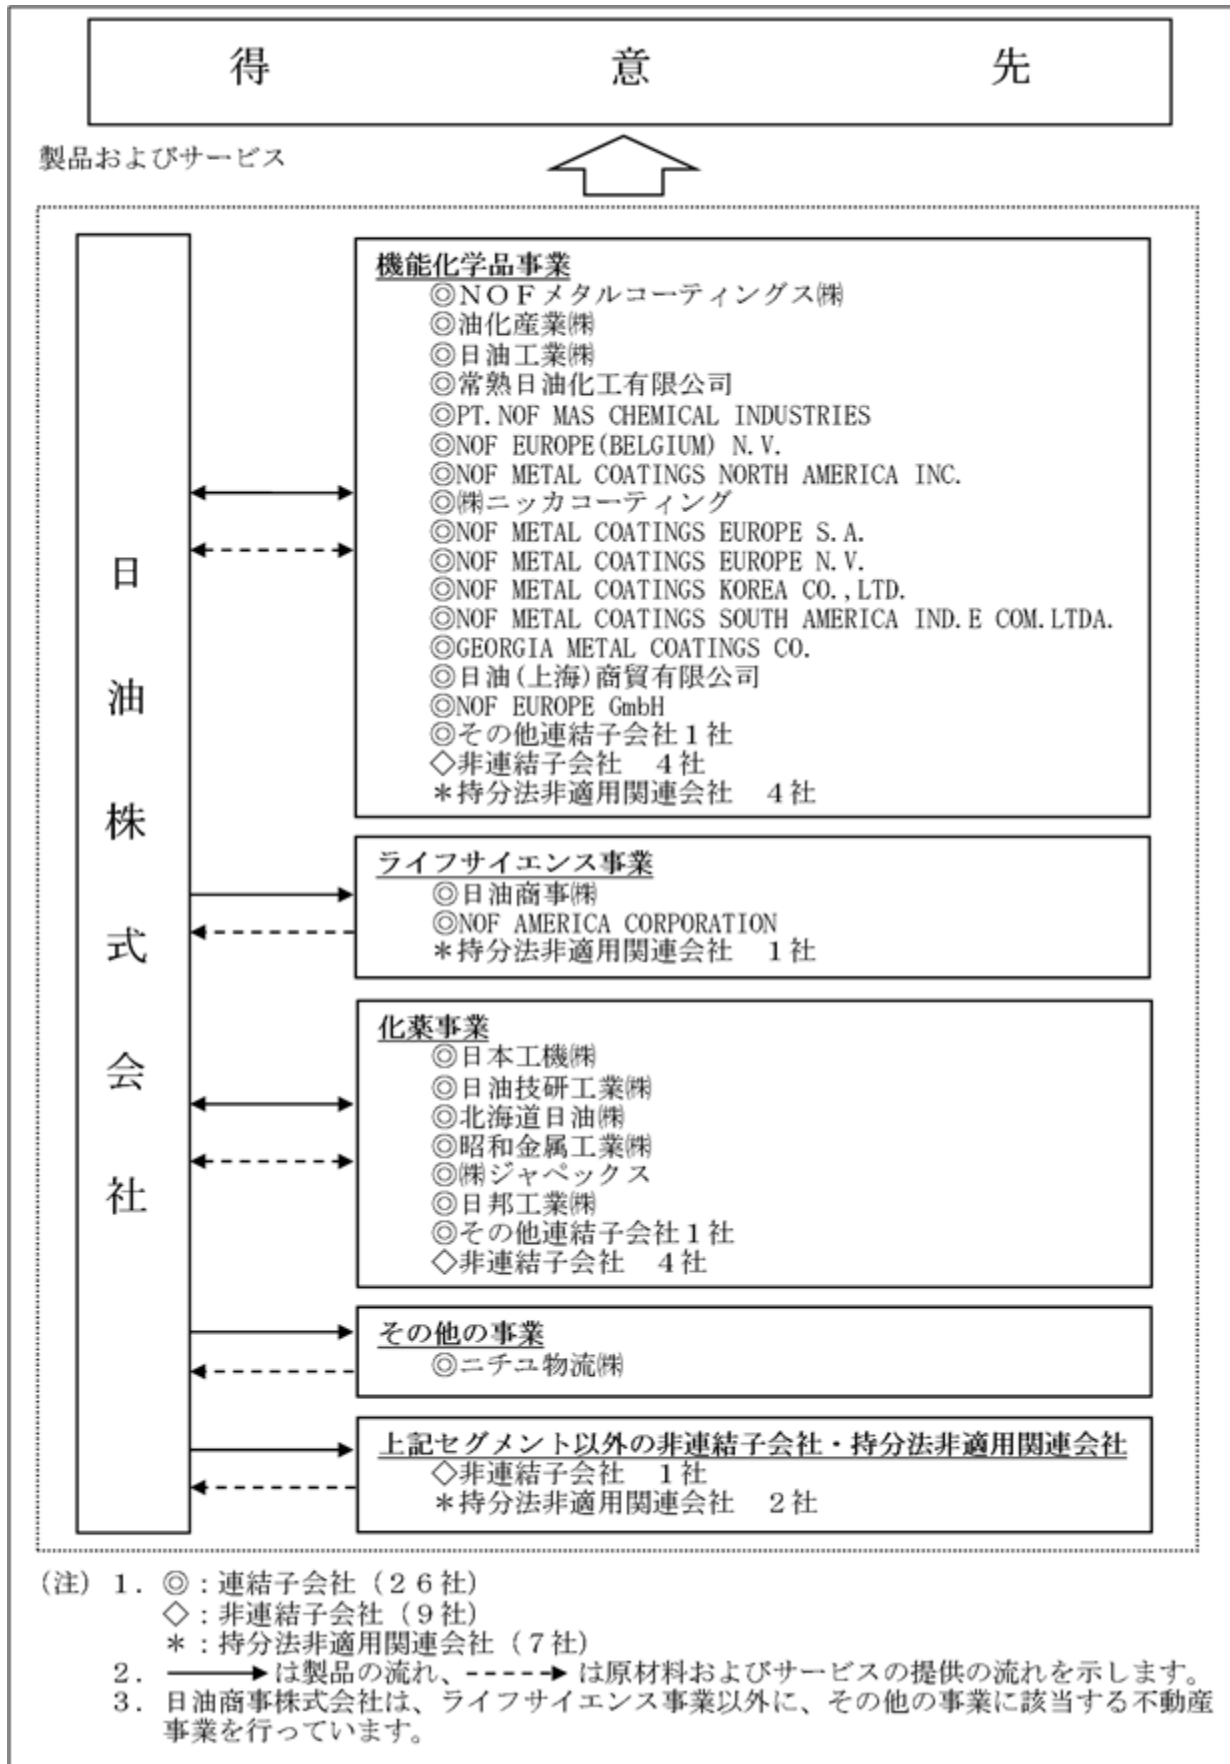 得意先
製品およびサービス
日油株式会社
機能化学品事業
◎NOFメタルコーティングス㈱
◎油化産業㈱
◎日油工業㈱
◎常熟日油化工有限公司
◎PT.NOF MAS CHEMICAL INDUSTRIES
◎NOF EUROPE(BELGIUM) N.V.
◎NOF METAL COATINGS NORTH AMERICA INC.
◎㈱ニッカコーティング
◎NOF METAL COATINGS EUROPE S.A.
◎NOF METAL COATINGS EUROPE N.V.
◎NOF METAL COATINGS KOREA CO.,LTD.
◎NOF METAL COATINGS SOUTH AMERICA IND.E COM.LTDA.
◎GEORGIA METAL COATINGS CO.
◎日油(上海)商貿有限公司
◎NOF EUROPE GmbH
◎その他連結子会社1社
◇非連結子会社 4社
＊持分法非適用関連会社 4社
ライフサイエンス事業
◎日油商事㈱
◎NOF AMERICA CORPORATION
＊持分法非適用関連会社 1社
化薬事業
◎日本工機㈱
◎日油技研工業㈱
◎北海道日油㈱
◎昭和金属工業㈱
◎㈱ジャペックス
◎日邦工業㈱
◎その他連結子会社1社
◇非連結子会社 4社
その他の事業
◎ニチユ物流㈱
上記セグメント以外の非連結子会社・持分法非適用関連会社
◇非連結子会社 1社
＊持分法非適用関連会社 2社
(注) 1. ◎：連結子会社（26社）
◇：非連結子会社（9社）
＊：持分法非適用関連会社（7社）
2. ───▶は製品の流れ、-----▶は原材料およびサービスの提供の流れを示します。
3. 日油商事株式会社は、ライフサイエンス事業以外に、その他の事業に該当する不動産
事業を行っています。